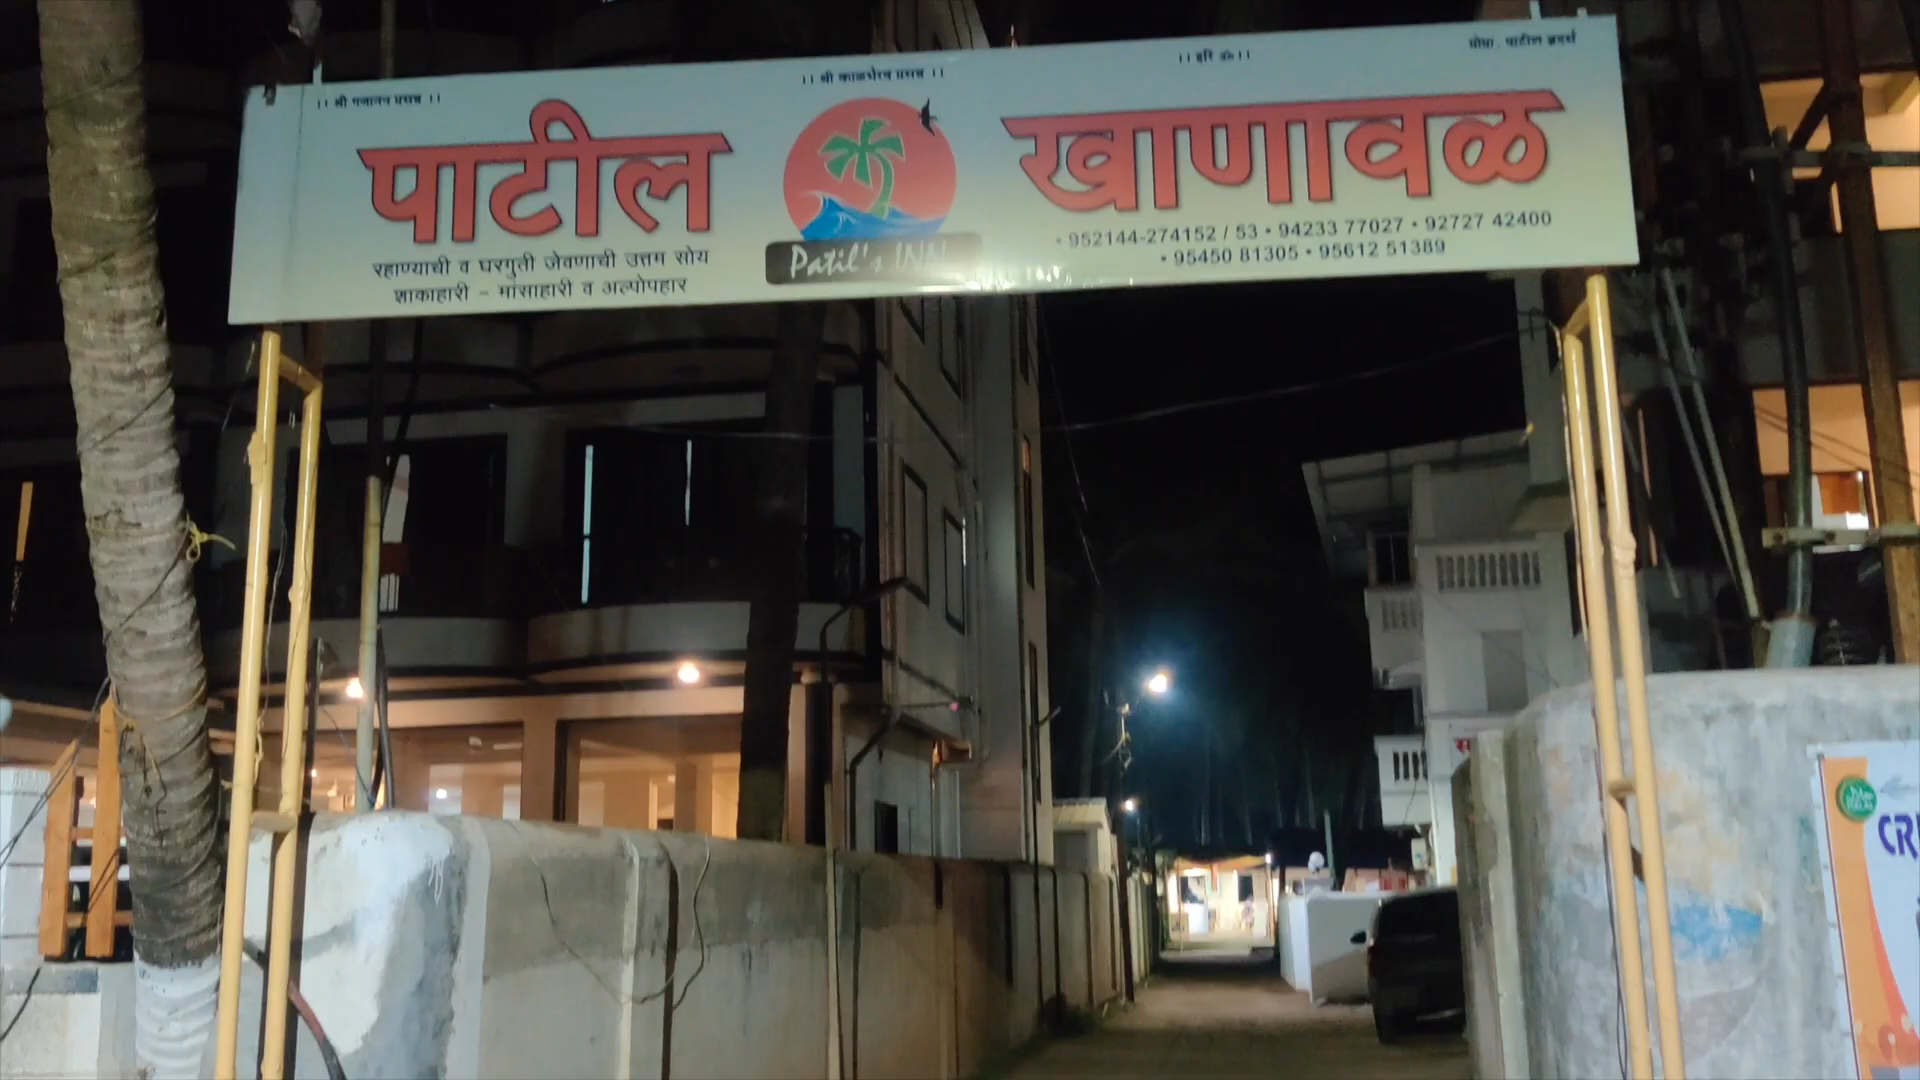 ।। श्री गजानन प्रसन्न ।।
।। श्री काळभैरव प्रसन्न ।।
।। हरि ॐ ।।
प्रोप्रा. पाटील ब्रदर्स
पाटील
खाणावळ
रहाण्याची व घरगुती जेवणाची उत्तम सोय
शाकाहारी - मांसाहारी व अल्पोपहार
Patil's INN
• 952144-274152 / 53 • 94233 77027 • 92727 42400
• 95450 81305 • 95612 51389